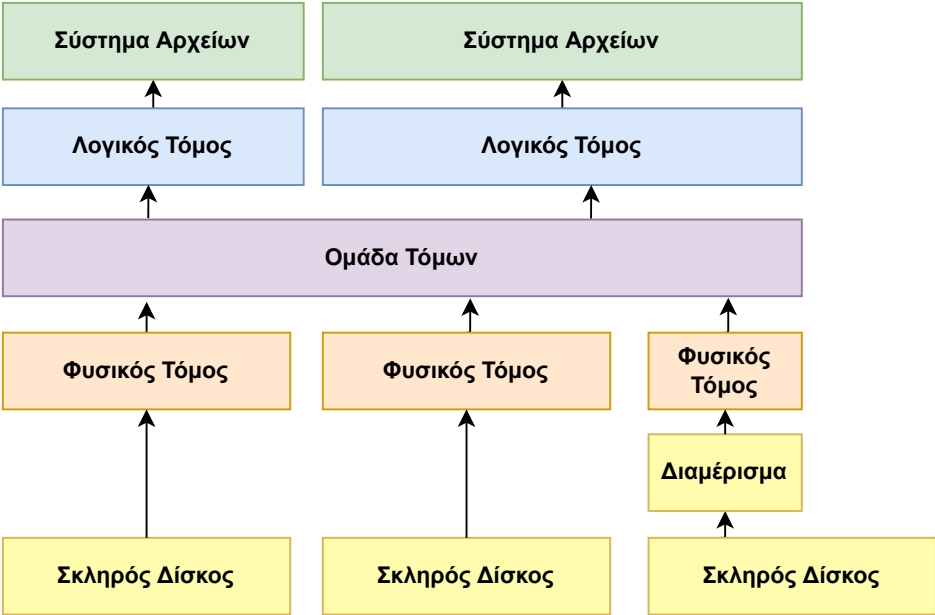 Σύστημα Αρχείων
Σύστημα Αρχείων
Λογικός Τόμος
Λογικός Τόμος
Ομάδα Τόμων
Φυσικός Τόμος
Φυσικός Τόμος
Φυσικός
Τόμος
Διαμέρισμα
Σκληρός Δίσκος
Σκληρός Δίσκος
Σκληρός Δίσκος